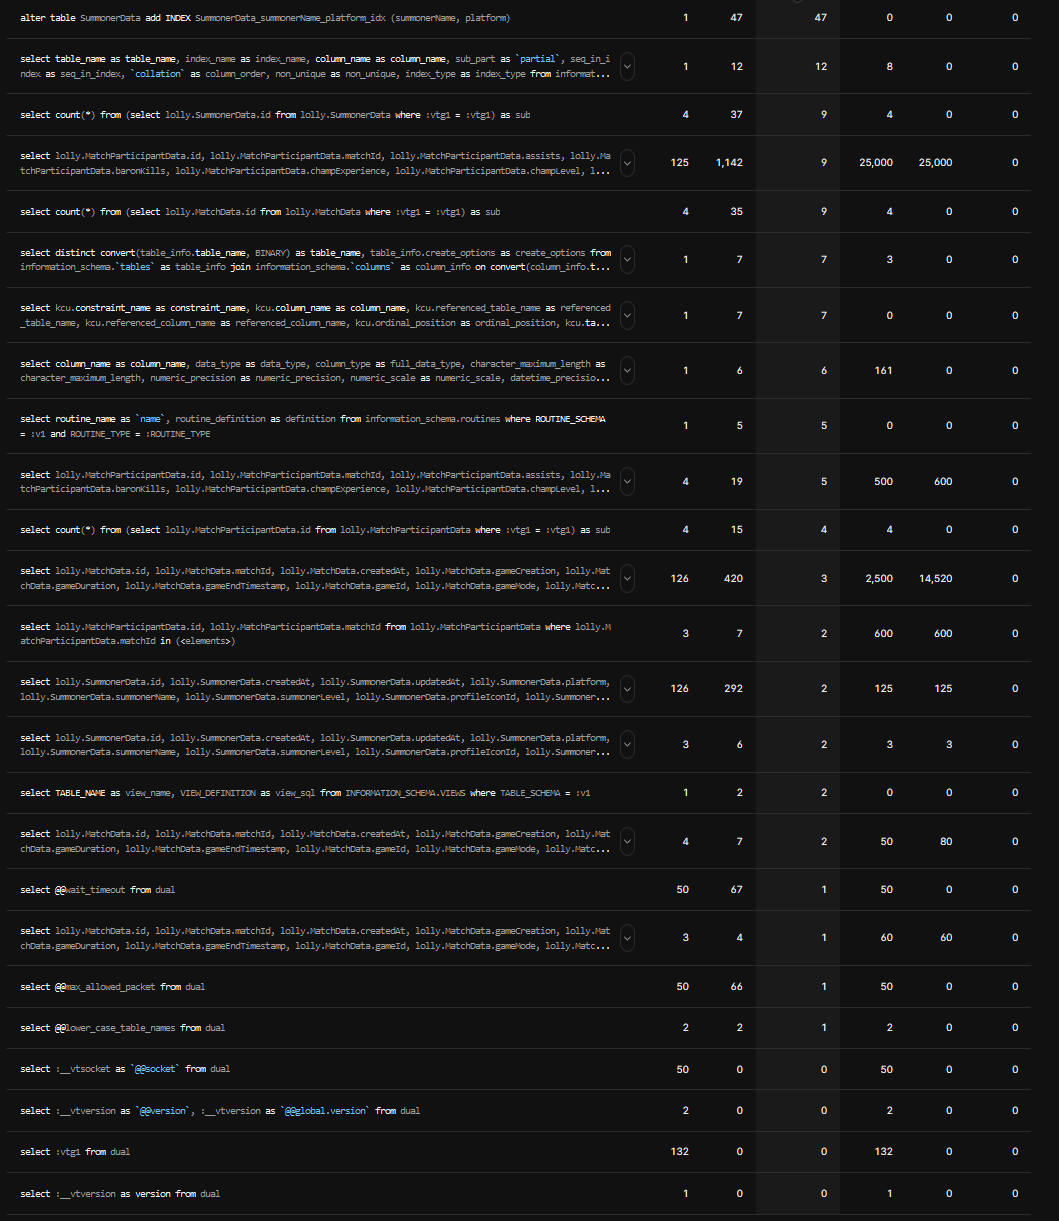 alter table SummonerData add INDEX SummonerData_summonerName_platform_idx (summonerName, platform) 1 47 47 0 0 0
select table_name as table_name, index_name as index_name, column_name as column_name, sub_part as `partial`, seq_in_i
ndex as seq_in_index, `collation` as column_order, non_unique as non_unique, index_type as index_type from informat... 1 12 12 8 0 0
select count(*) from (select lolly.SummonerData.id from lolly.SummonerData where :vtg1 = :vtg1) as sub 4 37 9 4 0 0
select lolly.MatchParticipantData.id, lolly.MatchParticipantData.matchId, lolly.MatchParticipantData.assists, lolly.Ma
tchParticipantData.baronKills, lolly.MatchParticipantData.champExperience, lolly.MatchParticipantData.champLevel, l... 125 1,142 9 25,000 25,000 0
select count(*) from (select lolly.MatchData.id from lolly.MatchData where :vtg1 = :vtg1) as sub 4 35 9 4 0 0
select distinct convert(table_info.table_name, BINARY) as table_name, table_info.create_options as create_options from
information_schema.`tables` as table_info join information_schema.`columns` as column_info on convert(column_info.t... 1 7 7 3 0 0
select kcu.constraint_name as constraint_name, kcu.column_name as column_name, kcu.referenced_table_name as referenced
_table_name, kcu.referenced_column_name as referenced_column_name, kcu.ordinal_position as ordinal_position, kcu.ta... 1 7 7 0 0 0
select column_name as column_name, data_type as data_type, column_type as full_data_type, character_maximum_length as
character_maximum_length, numeric_precision as numeric_precision, numeric_scale as numeric_scale, datetime_precisio... 1 6 6 161 0 0
select routine_name as `name`, routine_definition as definition from information_schema.routines where ROUTINE_SCHEMA
= :v1 and ROUTINE_TYPE = :ROUTINE_TYPE 1 5 5 0 0 0
select lolly.MatchParticipantData.id, lolly.MatchParticipantData.matchId, lolly.MatchParticipantData.assists, lolly.Ma
tchParticipantData.baronKills, lolly.MatchParticipantData.champExperience, lolly.MatchParticipantData.champLevel, l... 4 19 5 500 600 0
select count(*) from (select lolly.MatchParticipantData.id from lolly.MatchParticipantData where :vtg1 = :vtg1) as sub 4 15 4 4 0 0
select lolly.MatchData.id, lolly.MatchData.matchId, lolly.MatchData.createdAt, lolly.MatchData.gameCreation, lolly.Mat
chData.gameDuration, lolly.MatchData.gameEndTimestamp, lolly.MatchData.gameId, lolly.MatchData.gameMode, lolly.Matc... 126 420 3 2,500 14,520 0
select lolly.MatchParticipantData.id, lolly.MatchParticipantData.matchId from lolly.MatchParticipantData where lolly.M
atchParticipantData.matchId in (<elements>) 3 7 2 600 600 0
select lolly.SummonerData.id, lolly.SummonerData.createdAt, lolly.SummonerData.updatedAt, lolly.SummonerData.platform,
lolly.SummonerData.summonerName, lolly.SummonerData.summonerLevel, lolly.SummonerData.profileIconId, lolly.Summoner... 126 292 2 125 125 0
select lolly.SummonerData.id, lolly.SummonerData.createdAt, lolly.SummonerData.updatedAt, lolly.SummonerData.platform,
lolly.SummonerData.summonerName, lolly.SummonerData.summonerLevel, lolly.SummonerData.profileIconId, lolly.Summoner... 3 6 2 3 3 0
select TABLE_NAME as view_name, VIEW_DEFINITION as view_sql from INFORMATION_SCHEMA.VIEWS where TABLE_SCHEMA = :v1 1 2 2 0 0 0
select lolly.MatchData.id, lolly.MatchData.matchId, lolly.MatchData.createdAt, lolly.MatchData.gameCreation, lolly.Mat
chData.gameDuration, lolly.MatchData.gameEndTimestamp, lolly.MatchData.gameId, lolly.MatchData.gameMode, lolly.Matc... 4 7 2 50 80 0
select @@wait_timeout from dual 50 67 1 50 0 0
select lolly.MatchData.id, lolly.MatchData.matchId, lolly.MatchData.createdAt, lolly.MatchData.gameCreation, lolly.Mat
chData.gameDuration, lolly.MatchData.gameEndTimestamp, lolly.MatchData.gameId, lolly.MatchData.gameMode, lolly.Matc... 3 4 1 60 60 0
select @@max_allowed_packet from dual 50 66 1 50 0 0
select @@lower_case_table_names from dual 2 2 1 2 0 0
select :__vtsocket as `@@socket` from dual 50 0 0 50 0 0
select :__vtversion as `@@version`, :__vtversion as `@@global.version` from dual 2 0 0 2 0 0
select :vtg1 from dual 132 0 0 132 0 0
select :__vtversion as version from dual 1 0 0 1 0 0